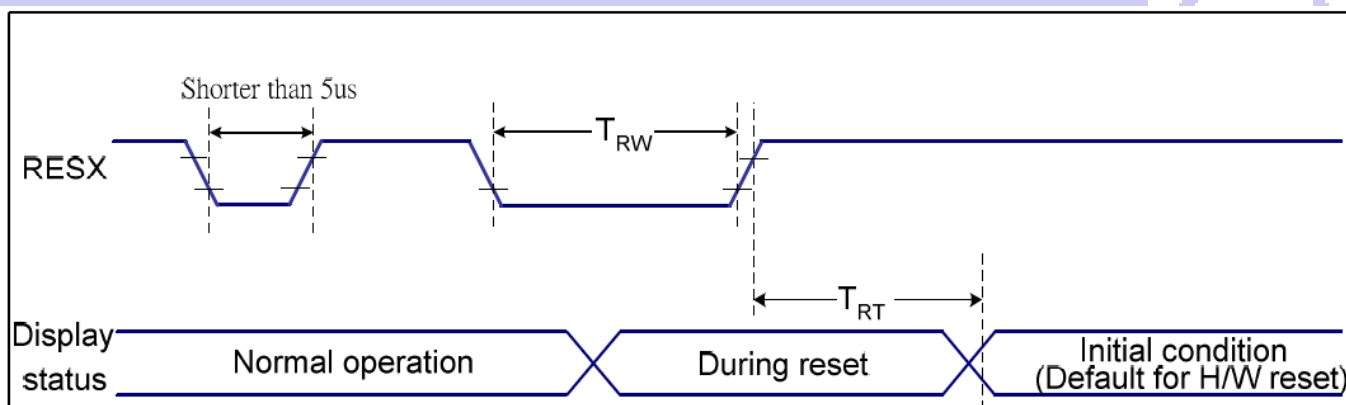 Shorter than 5us
RESX
TRW
TRT
Display
status
Normal operation
During reset
Initial condition
(Default for H/W reset)